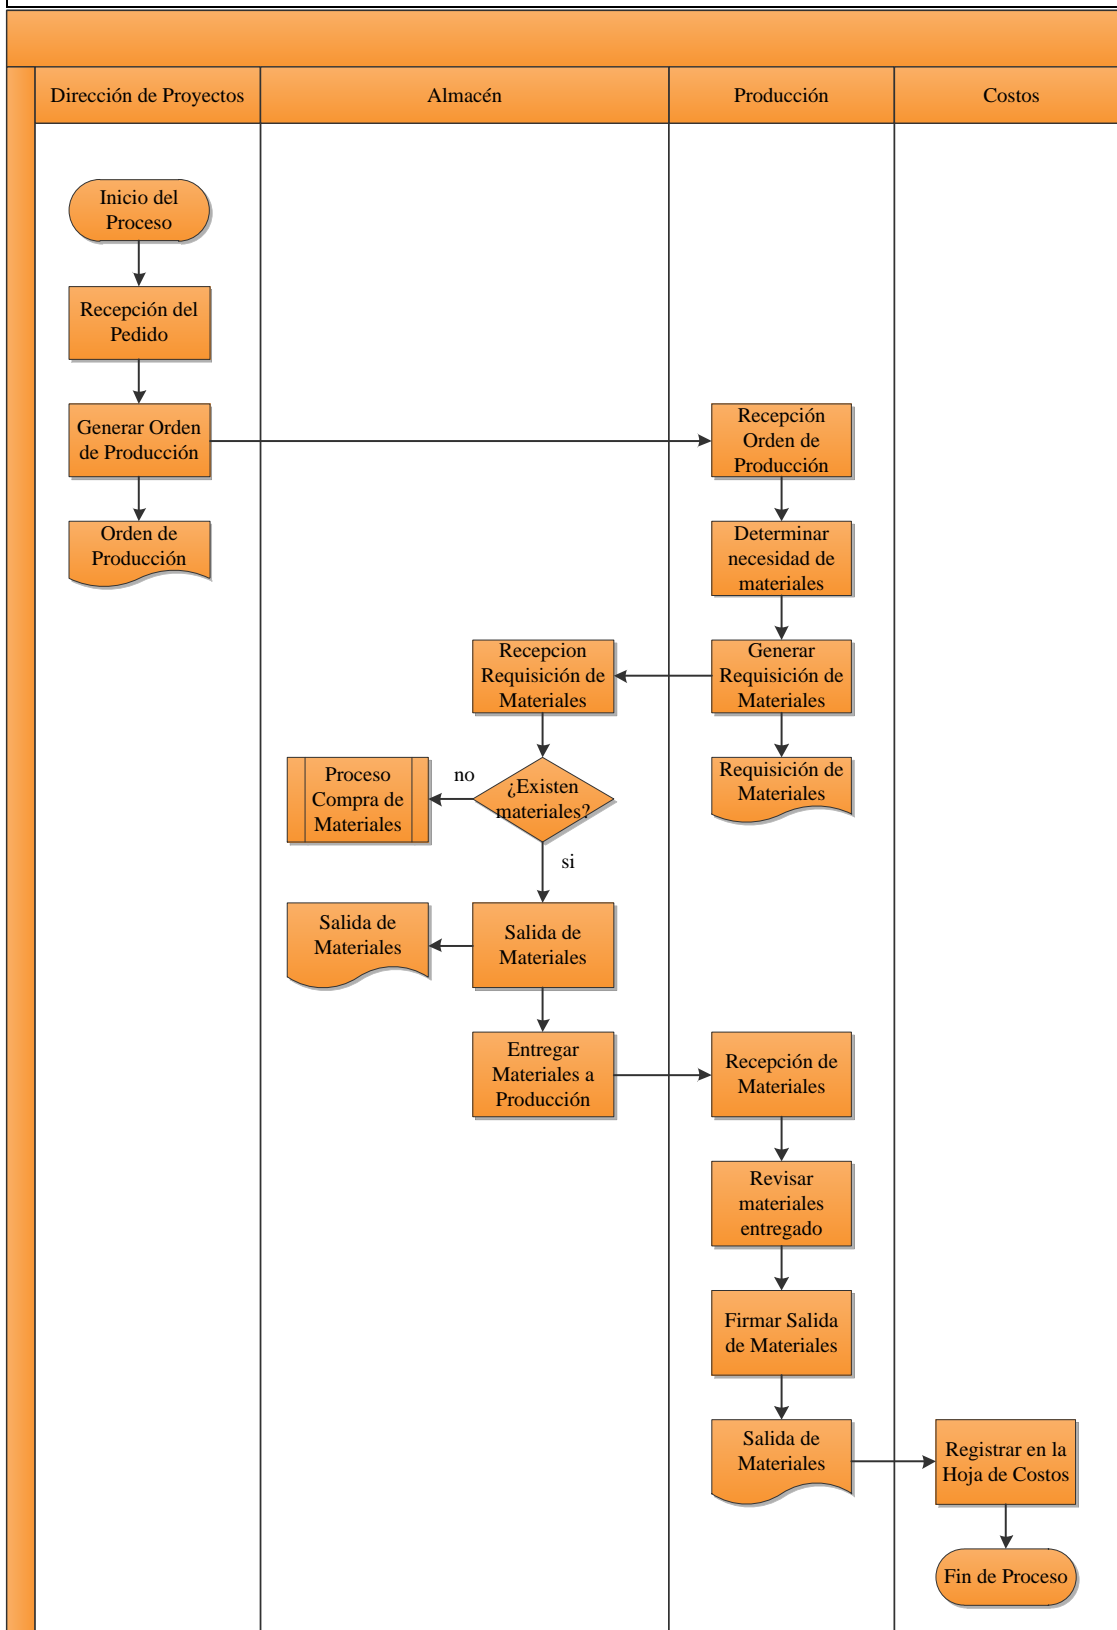 Dirección de Proyectos
Almacén
Producción
Costos
Inicio del
Proceso
Recepción del
Pedido
Generar Orden
de Producción
Recepción
Orden de
Producción
Orden de
Producción
Determinar
necesidad de
materiales
Recepcion
Requisición de
Materiales
Generar
Requisición de
Materiales
Proceso
Compra de
Materiales
no
¿Existen
materiales?
Requisición de
Materiales
si
Salida de
Materiales
Salida de
Materiales
Entregar
Materiales a
Producción
Recepción de
Materiales
Revisar
materiales
entregado
Firmar Salida
de Materiales
Salida de
Materiales
Registrar en la
Hoja de Costos
Fin de Proceso